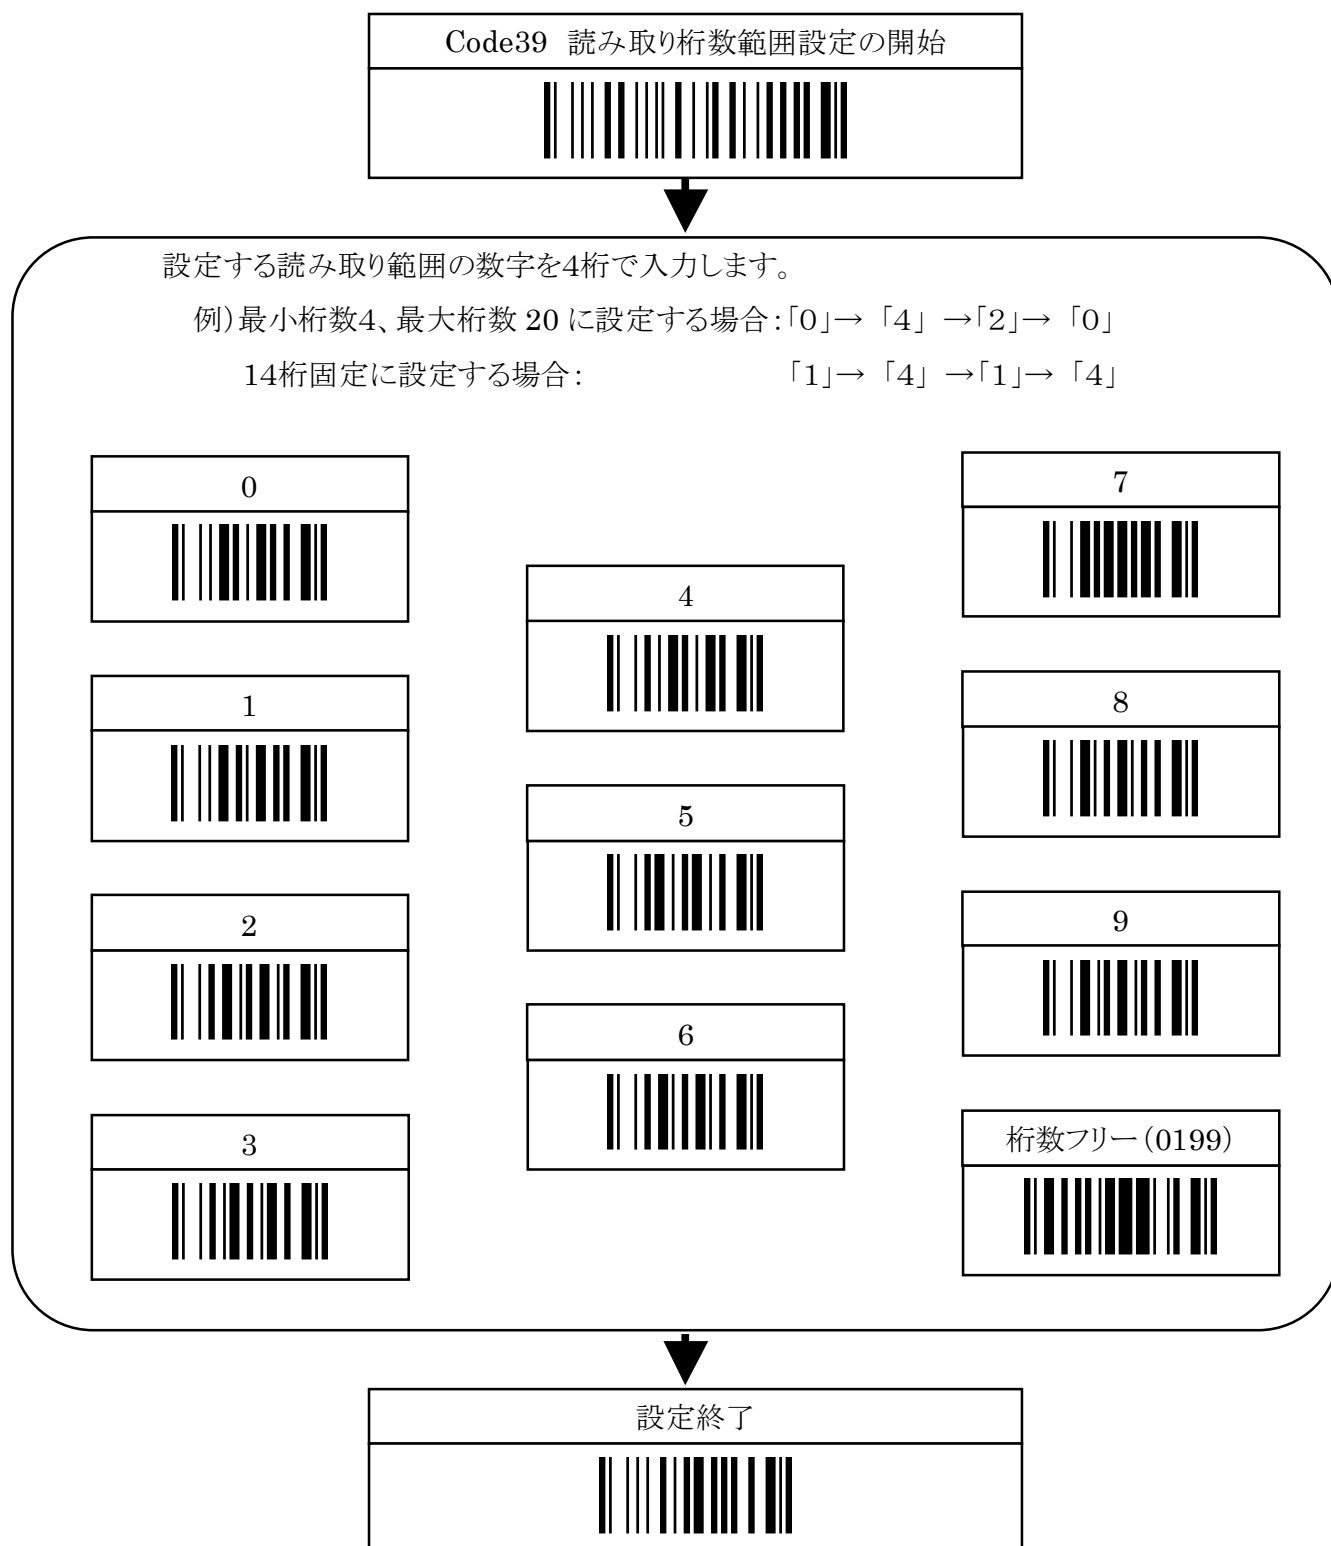 Code39 読み取り桁数範囲設定の開始
設定する読み取り範囲の数字を4桁で入力します。
例)最小桁数4、最大桁数 20 に設定する場合:「0」→ 「4」 →「2」→ 「0」
14桁固定に設定する場合: 「1」→ 「4」 →「1」→ 「4」
0
1
2
3
4
5
6
7
8
9
桁数フリー(0199)
設定終了